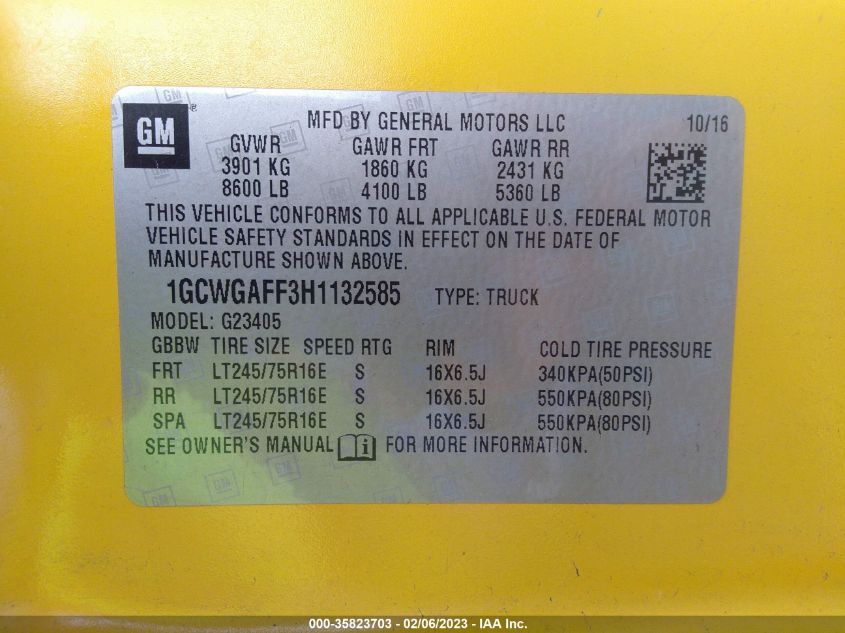 GM ® MFD BY GENERAL MOTORS LLC 10/16
GVWR GAWR FRT GAWR RR
3901 KG 1860 KG 2431 KG
8600 LB 4100 LB 5360 LB
THIS VEHICLE CONFORMS TO ALL APPLICABLE U.S. FEDERAL MOTOR
VEHICLE SAFETY STANDARDS IN EFFECT ON THE DATE OF
MANUFACTURE SHOWN ABOVE.
1GCWGAFF3H1132585 TYPE: TRUCK
MODEL: G23405
GBBW TIRE SIZE SPEED RTG RIM COLD TIRE PRESSURE
FRT LT245/75R16E S 16X6.5J 340KPA(50PSI)
RR LT245/75R16E S 16X6.5J 550KPA(80PSI)
SPA LT245/75R16E S 16X6.5J 550KPA(80PSI)
SEE OWNER'S MANUAL i FOR MORE INFORMATION.
000-35823703 - 02/06/2023 - IAA Inc.